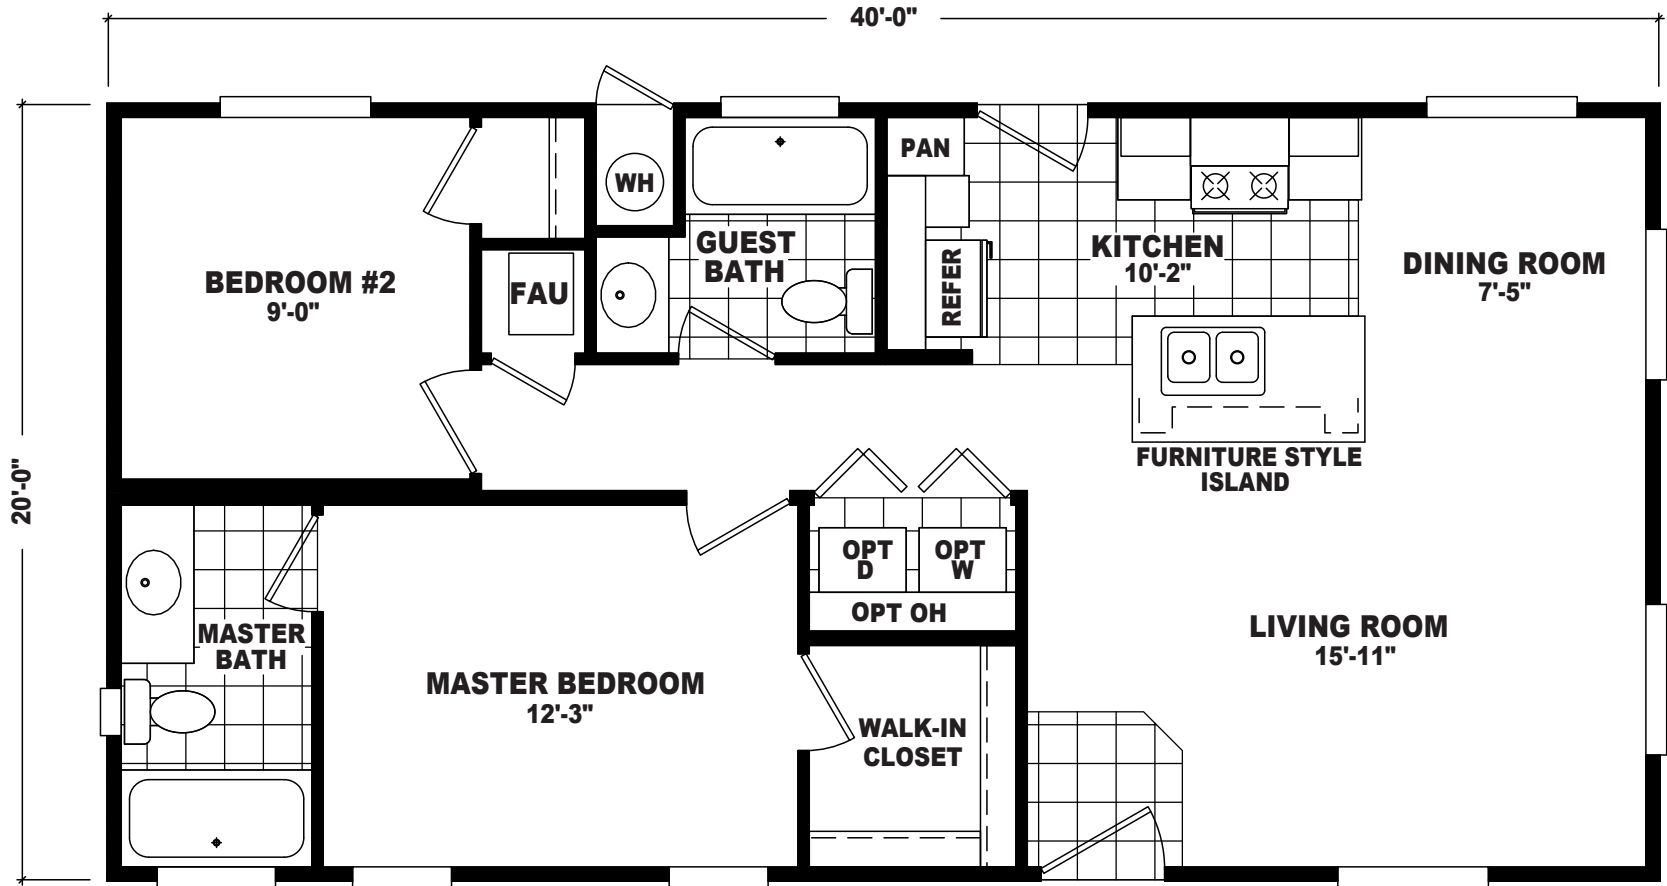 40'-0"
20'-0"
BEDROOM #2
9'-0"
FAU
WH
GUEST
BATH
PAN
REFER
KITCHEN
10'-2"
DINING ROOM
7'-5"
FURNITURE STYLE
ISLAND
MASTER
BATH
MASTER BEDROOM
12'-3"
OPT
D
OPT
W
OPT OH
WALK-IN
CLOSET
LIVING ROOM
15'-11"